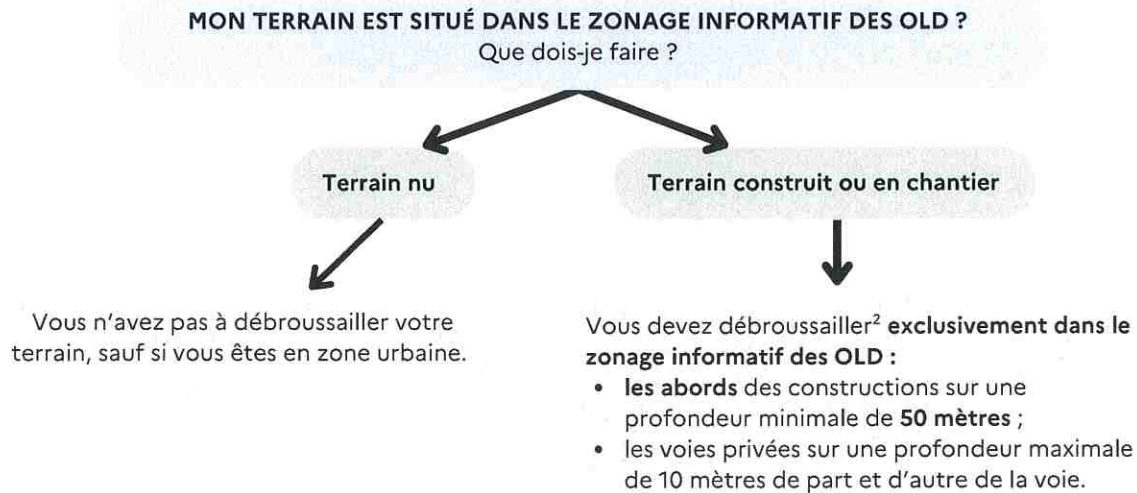 MON TERRAIN EST SITUÉ DANS LE ZONAGE INFORMATIF DES OLD ?
Que dois-je faire ?
Terrain nu
Terrain construit ou en chantier
Vous n'avez pas à débroussailler votre
terrain, sauf si vous êtes en zone urbaine.
Vous devez débroussailler² exclusivement dans le
zonage informatif des OLD :
• les abords des constructions sur une
profondeur minimale de 50 mètres ;
• les voies privées sur une profondeur maximale
de 10 mètres de part et d'autre de la voie.